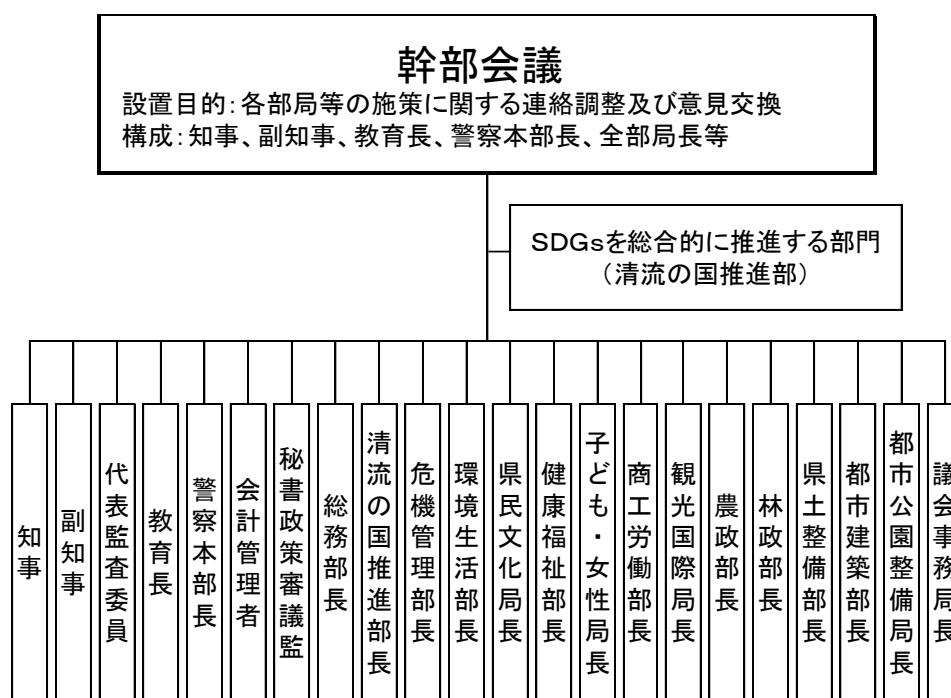 幹部会議
設置目的：各部局等の施策に関する連絡調整及び意見交換
構成：知事、副知事、教育長、警察本部長、全部局長等
SDGsを総合的に推進する部門
（清流の国推進部）
知事
副知事
代表監査委員
教育長
警察本部長
会計管理者
秘書政策審議監
総務部長
清流の国推進部長
危機管理部長
環境生活部長
県民文化局長
健康福祉部長
子ども・女性局長
商工労働部長
観光国際局長
農政部長
林政部長
県土整備部長
都市建築部長
都市公園整備局長
議会事務局長